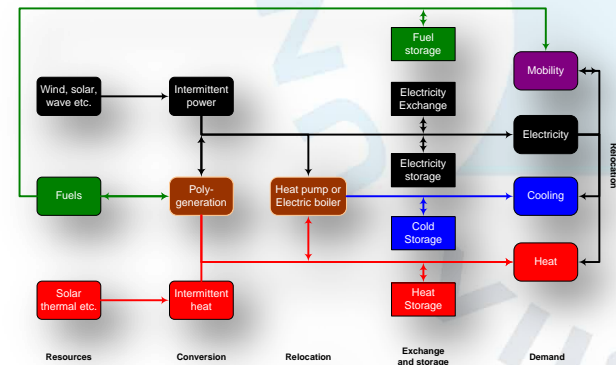 Fuel
storage
Mobility
Wind, solar,
wave etc.
Intermittent
power
Electricity
Exchange
Electricity
Relocation
Electricity
storage
Fuels
Poly-
generation
Heat pump or
Electric boiler
Cooling
Cold
Storage
Heat
Solar
thermal etc.
Intermittent
heat
Heat
Storage
Resources
Conversion
Relocation
Exchange
and storage
Demand